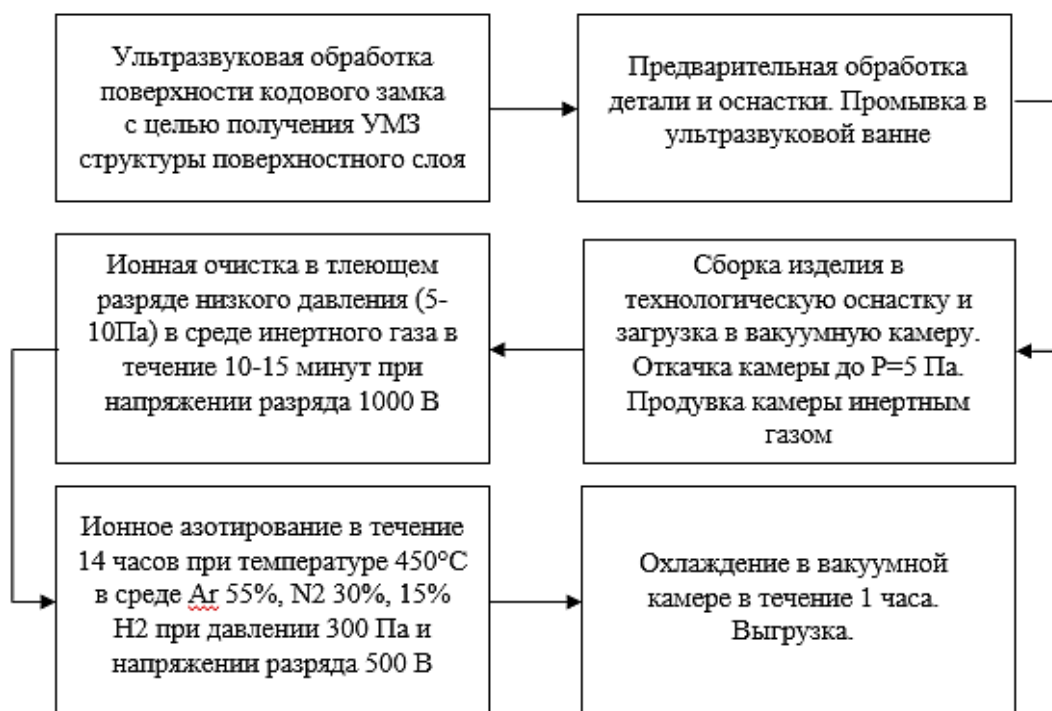 Ультразвуковая обработка
поверхности кодового замка
с целью получения УМЗ
структуры поверхностного слоя
Предварительная обработка
детали и оснастки. Промывка в
ультразвуковой ванне
Сборка изделия в
технологическую оснастку и
загрузка в вакуумную камеру.
Откачка камеры до P=5 Па.
Продувка камеры инертным
газом
Ионная очистка в тлеющем
разряде низкого давления (5-
10Па) в среде инертного газа в
течение 10-15 минут при
напряжении разряда 1000 В
Ионное азотирование в течение
14 часов при температуре 450°C
в среде Ar 55%, N2 30%, 15%
H2 при давлении 300 Па и
напряжении разряда 500 В
Охлаждение в вакуумной
камере в течение 1 часа.
Выгрузка.